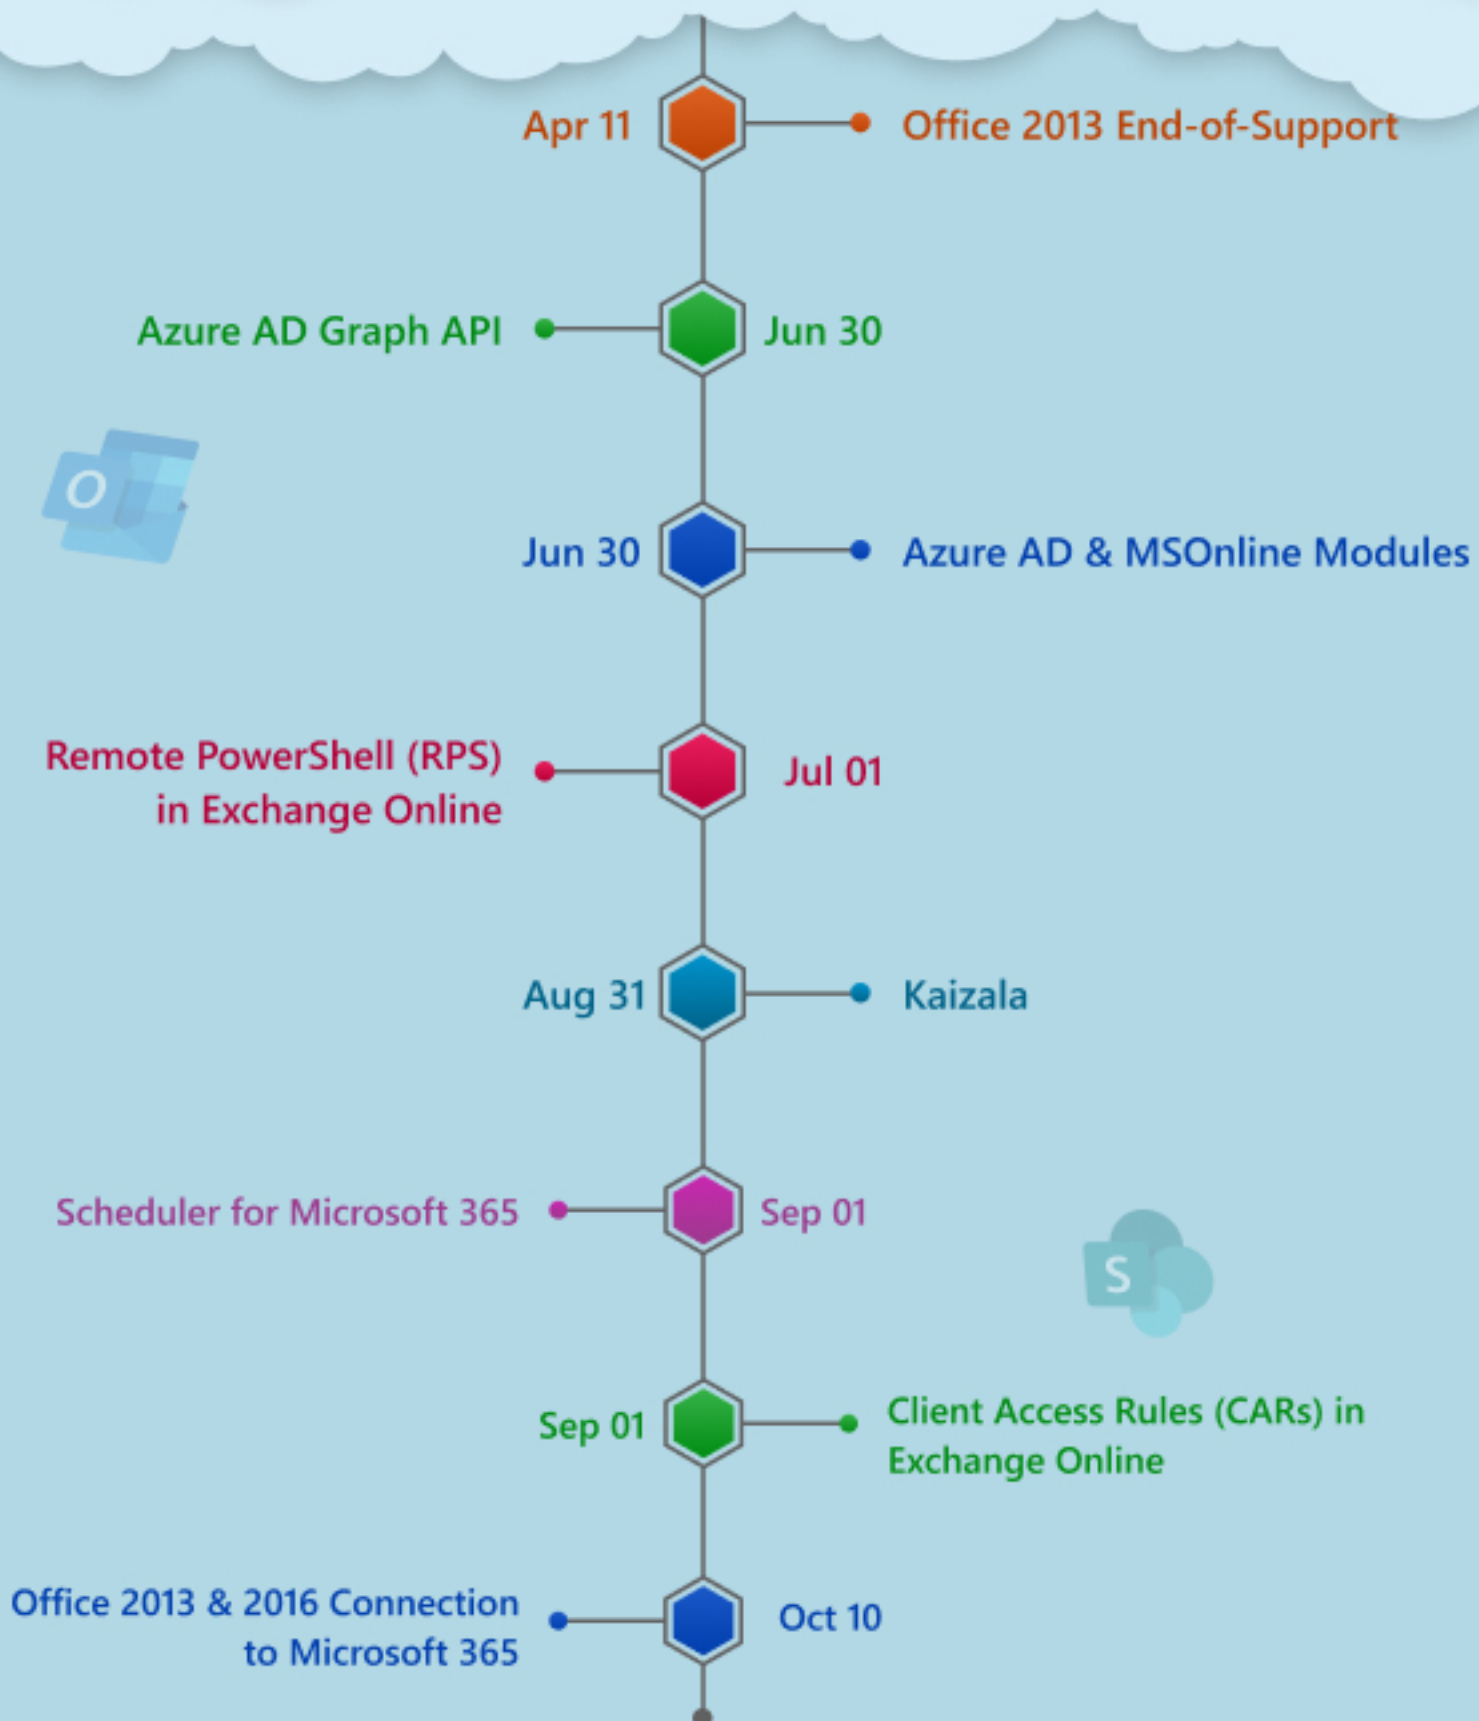 Apr 11
Office 2013 End-of-Support
Azure AD Graph API
Jun 30
O
Jun 30
Azure AD & MSOnline Modules
Remote PowerShell (RPS)
in Exchange Online
Jul 01
Aug 31
Kaizala
Scheduler for Microsoft 365
Sep 01
S
Sep 01
Client Access Rules (CARs) in
Exchange Online
Office 2013 & 2016 Connection
to Microsoft 365
Oct 10